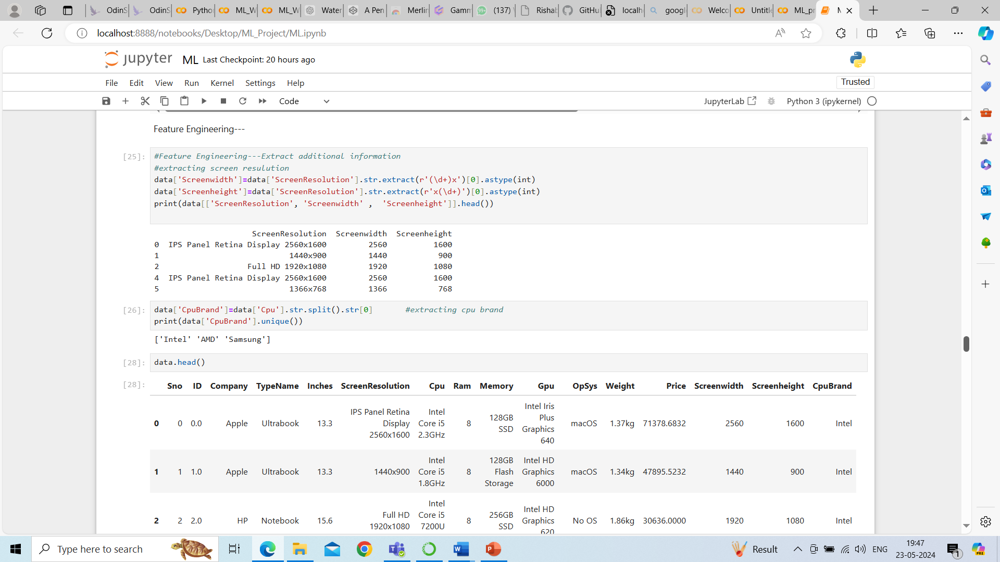 OdinS
OdinS
Pytho
ML_W
ML_W
Water
A Pen
Merlin
Gamm
(137)
Risha
GitHu
localh
googl
Welco
Untitle
ML_pr
localhost:8888/notebooks/Desktop/ML_Project/ML.ipynb
jupyter ML Last Checkpoint: 20 hours ago
File Edit View Run Kernel Settings Help
Trusted
Code
JupyterLab
Python 3 (ipykernel)
Feature Engineering---
[25]:
#Feature Engineering---Extract additional information
#extracting screen resulution
data['Screenwidth']=data['ScreenResolution'].str.extract(r'(\d+)x')[0].astype(int)
data['Screenheight']=data['ScreenResolution'].str.extract(r'x(\d+)')[0].astype(int)
print(data[['ScreenResolution', 'Screenwidth' , 'Screenheight']].head())
ScreenResolution Screenwidth Screenheight
0 IPS Panel Retina Display 2560x1600 2560 1600
1 1440x900 1440 900
2 Full HD 1920x1080 1920 1080
4 IPS Panel Retina Display 2560x1600 2560 1600
5 1366x768 1366 768
[26]:
data['CpuBrand']=data['Cpu'].str.split().str[0] #extracting cpu brand
print(data['CpuBrand'].unique())
['Intel' 'AMD' 'Samsung']
[28]:
data.head()
[28]:
Sno ID Company TypeName Inches ScreenResolution Cpu Ram Memory Gpu OpSys Weight Price Screenwidth Screenheight CpuBrand
0 0 0.0 Apple Ultrabook 13.3 IPS Panel Retina Display 2560x1600 Intel Core i5 2.3GHz 8 128GB SSD Intel Iris Plus Graphics 640 macOS 1.37kg 71378.6832 2560 1600 Intel
1 1 1.0 Apple Ultrabook 13.3 1440x900 Intel Core i5 1.8GHz 8 128GB Flash Storage Intel HD Graphics 6000 macOS 1.34kg 47895.5232 1440 900 Intel
2 2 2.0 HP Notebook 15.6 Full HD 1920x1080 Intel Core i5 7200U 8 256GB SSD Intel HD Graphics 620 No OS 1.86kg 30636.0000 1920 1080 Intel
Type here to search
Result
ENG
19:47
23-05-2024
1
PRE